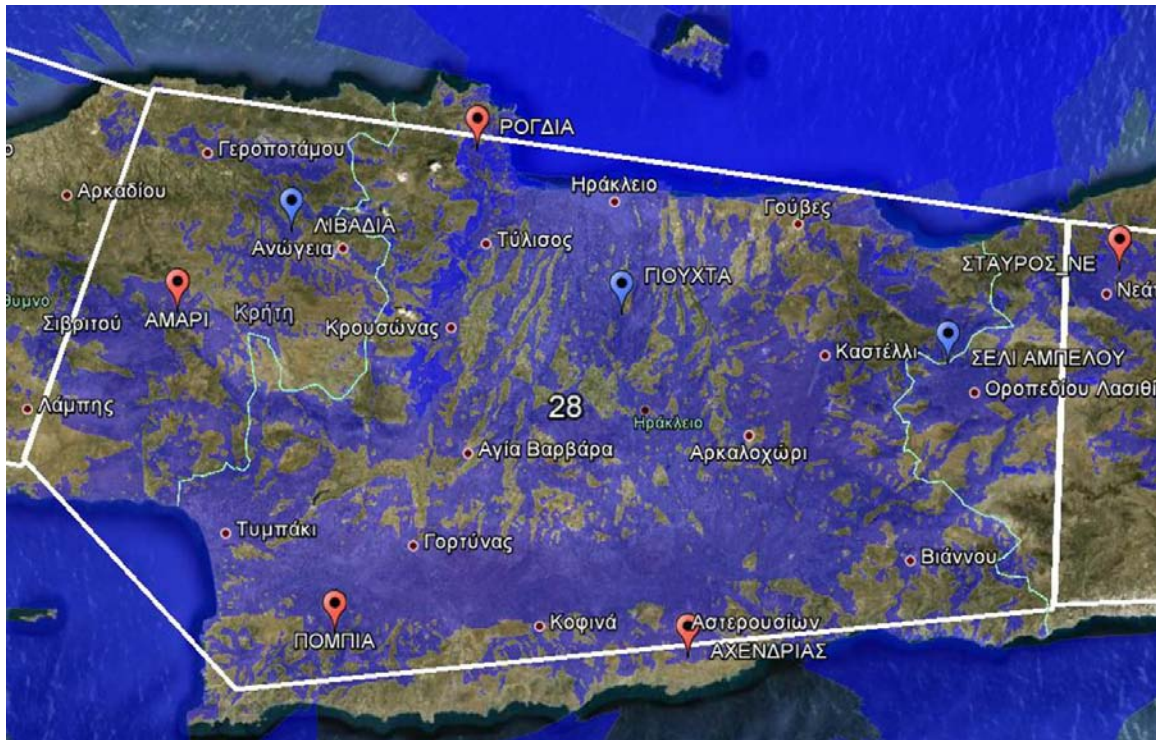 ΡΟΓΔΙΑ
Γεροποτάμου
Αρκαδίου
Ηράκλειο
Γούβες
ΛΙΒΑΔΙΑ
Ανώγεια
Τύλισος
ΣΤΑΥΡΟΣ_ΝΕ
ΓΙΟΥΧΤΑ
Νεάπ
ΑΜΑΡΙ
Κρήτη
Σιβριτού
θυμνο
Κρουσώνας
Καστέλλι
ΣΕΛΙ ΑΜΠΕΛΟΥ
Οροπεδίου Λασιθί
Λάμπης
28
Ηράκλειο
Αγία Βαρβάρα
Αρκαλοχώρι
Τυμπάκι
Γορτύνας
Βιάννου
ΠΟΜΠΙΑ
Κοφινά
Αστερουσίων
ΑΧΕΝΔΡΙΑΣ